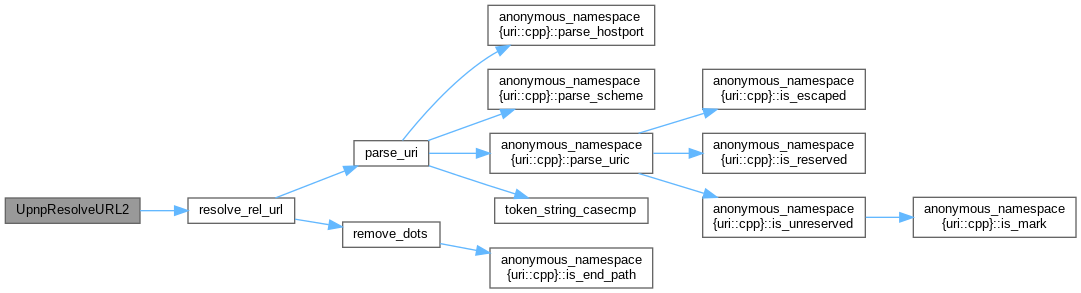 UpnpResolveURL2
resolve_rel_url
parse_uri
remove_dots
anonymous_namespace
{uri::cpp}::parse_hostport
anonymous_namespace
{uri::cpp}::parse_scheme
anonymous_namespace
{uri::cpp}::parse_uric
token_string_casecmp
anonymous_namespace
{uri::cpp}::is_end_path
anonymous_namespace
{uri::cpp}::is_escaped
anonymous_namespace
{uri::cpp}::is_reserved
anonymous_namespace
{uri::cpp}::is_unreserved
anonymous_namespace
{uri::cpp}::is_mark